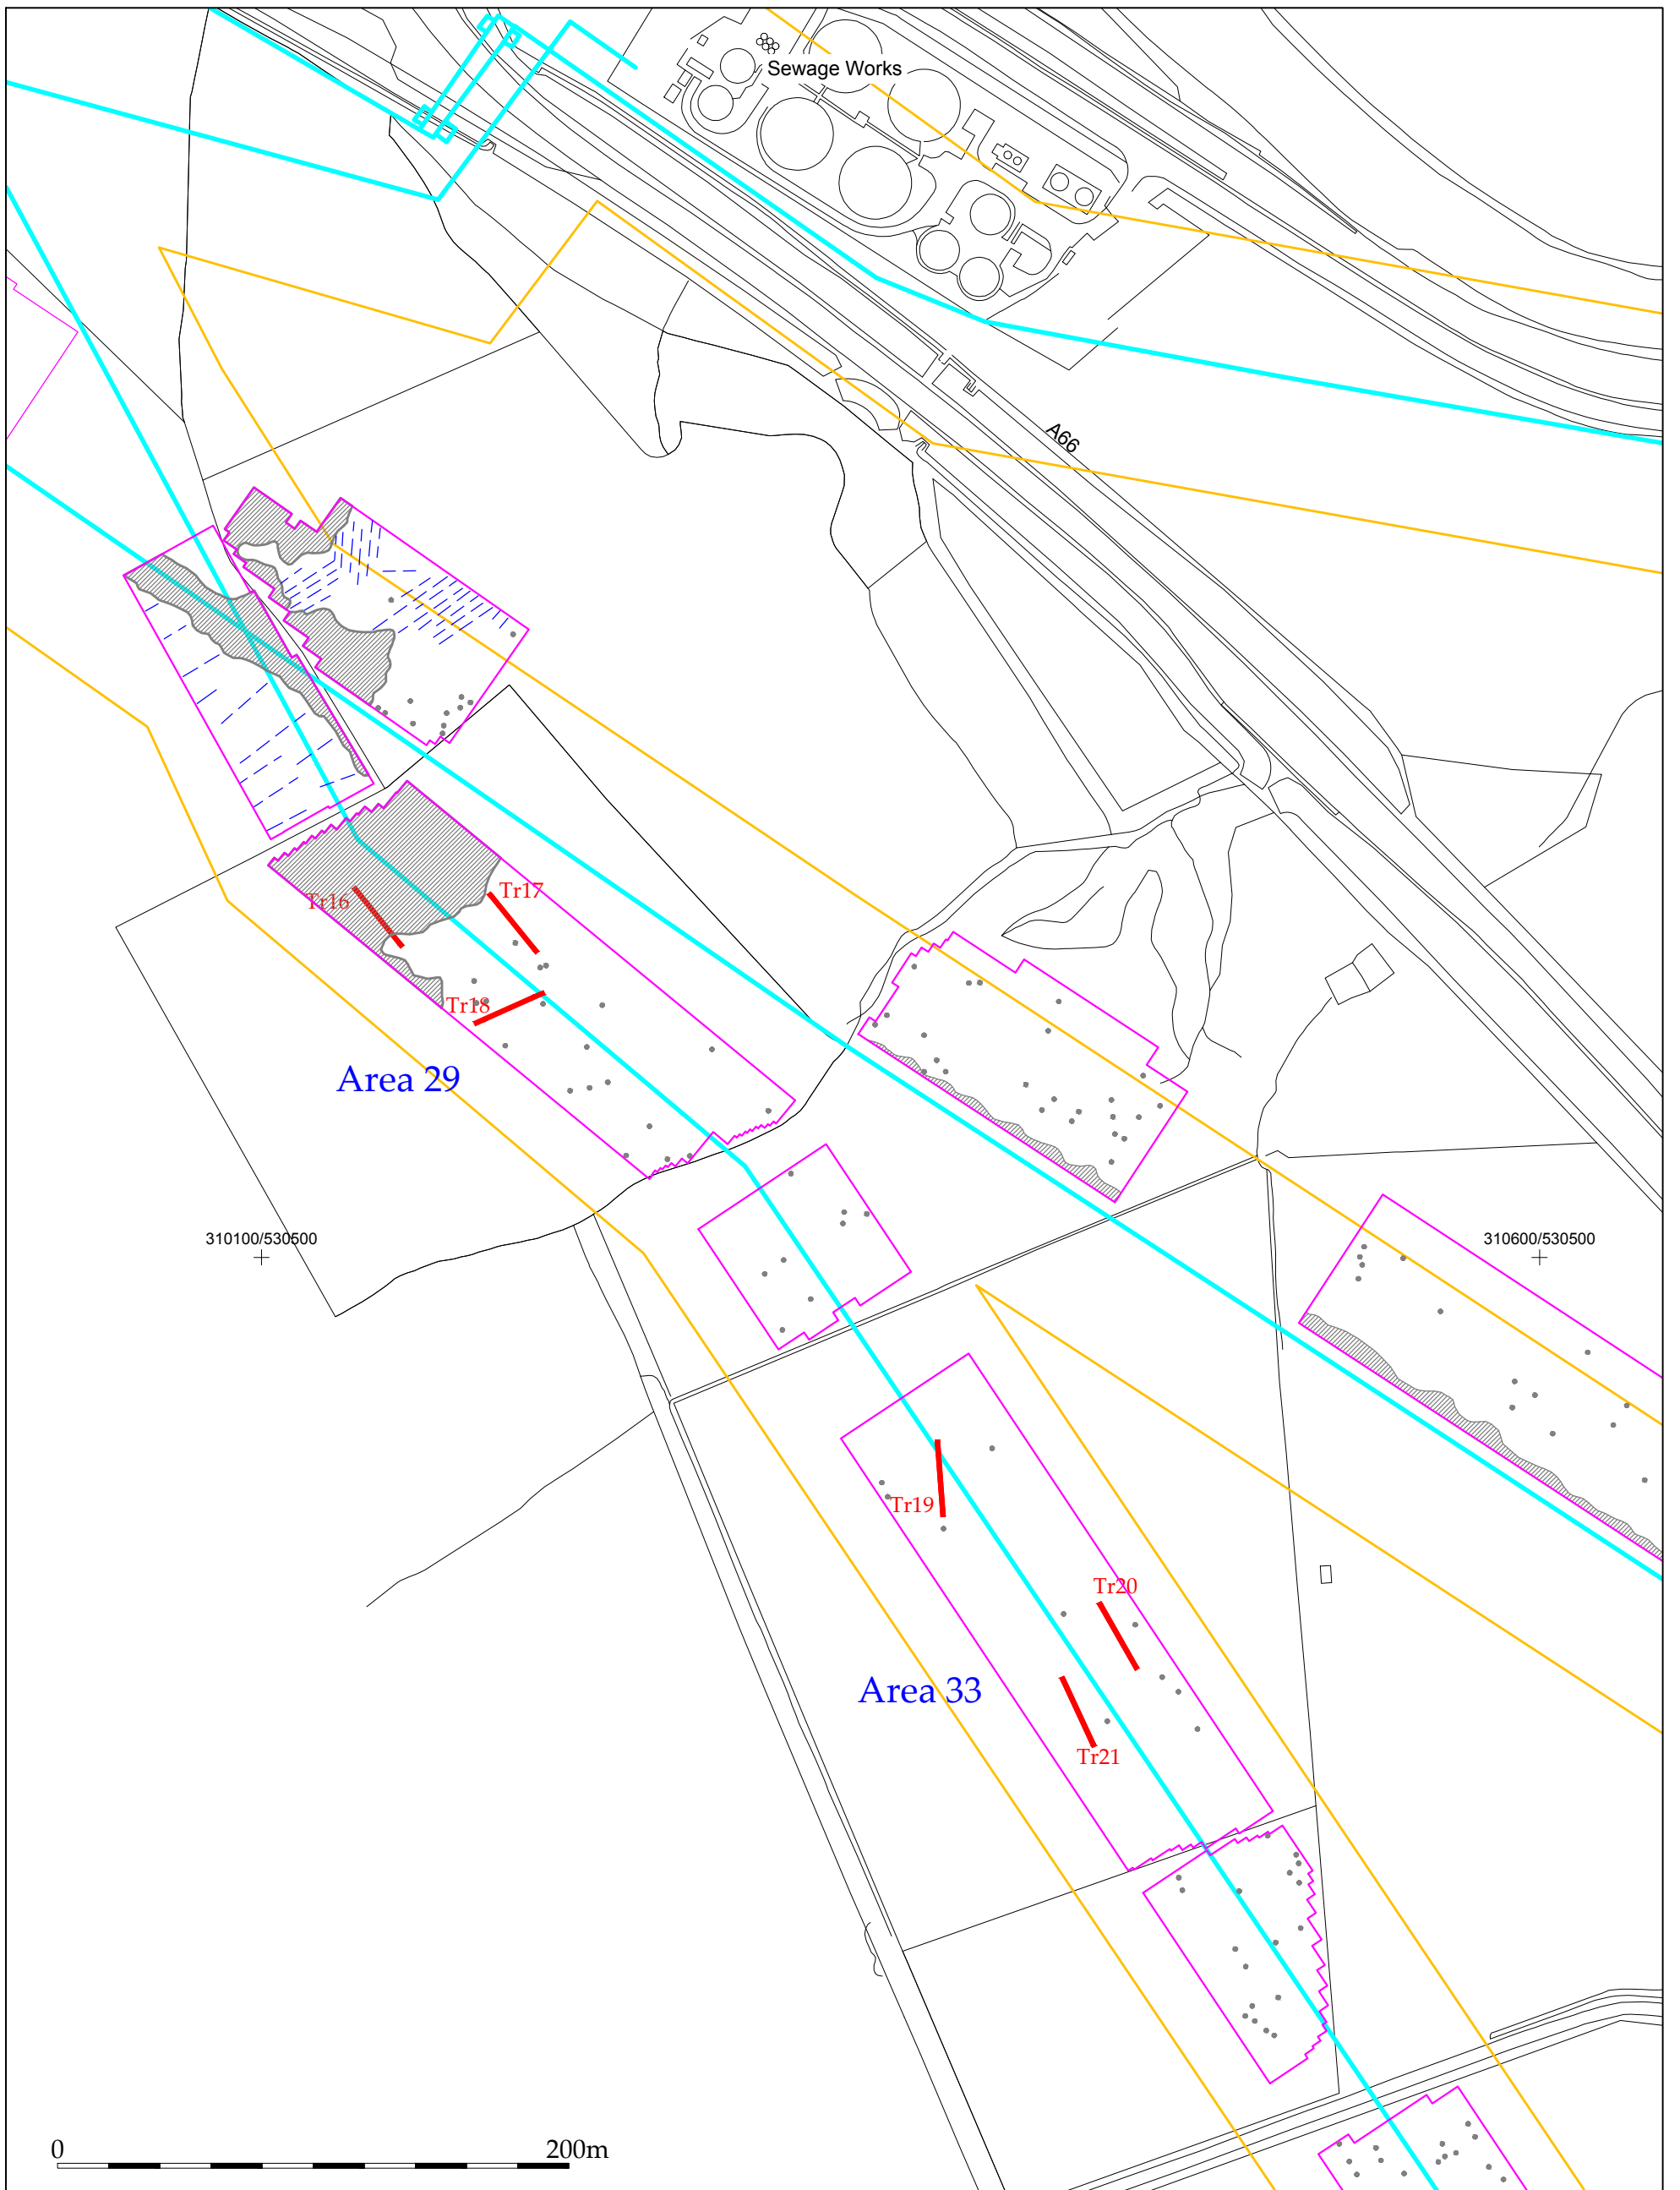 Sewage Works
A66
Tr16
Tr17
Tr18
Area 29
310100/530500
310600/530500
Tr19
Tr20
Area 33
Tr21
0 200m